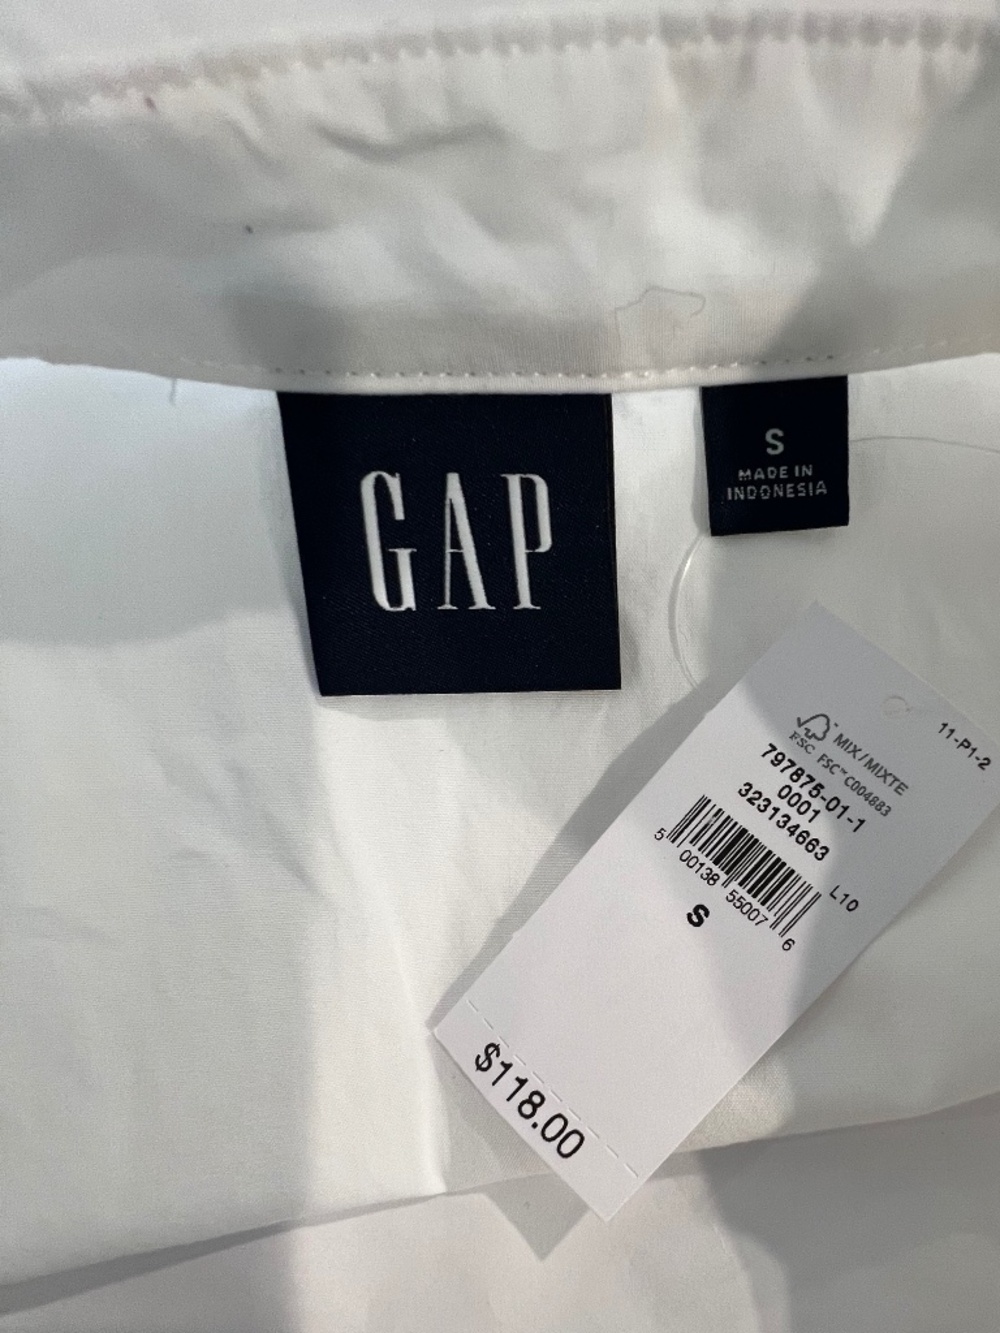 GAP
S
MADE IN
INDONESIA
11-P1-2
FSC
MIX/MIXTE
FSC™ C004883
797875-01-1
0001
323134663
L10
5 00138 55007 6
S
$118.00